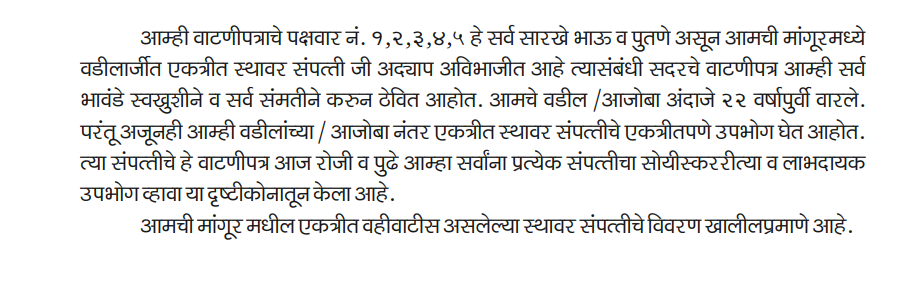 आम्ही वाटणीपत्राचे पक्षवार नं. १,२,३,४,५ हे सर्व सारखे भाऊ व पुतणे असून आमची मांगूरमध्ये
वडीलार्जीत एकत्रीत स्थावर संपत्ती जी अद्याप अविभाजीत आहे त्यासंबंधी सदरचे वाटणीपत्र आम्ही सर्व
भावंडे स्वखुशीने व सर्व संमतीने करुन ठेवित आहोत. आमचे वडील /आजोबा अंदाजे २२ वर्षापुर्वी वारले.
परंतू अजूनही आम्ही वडीलांच्या / आजोबा नंतर एकत्रीत स्थावर संपत्तीचे एकत्रीतपणे उपभोग घेत आहोत.
त्या संपत्तीचे हे वाटणीपत्र आज रोजी व पुढे आम्हा सर्वांना प्रत्येक संपत्तीचा सोयीस्कररीत्या व लाभदायक
उपभोग व्हावा या दृष्टीकोनातून केला आहे.
आमची मांगूर मधील एकत्रीत वहीवाटीस असलेल्या स्थावर संपत्तीचे विवरण खालीलप्रमाणे आहे.